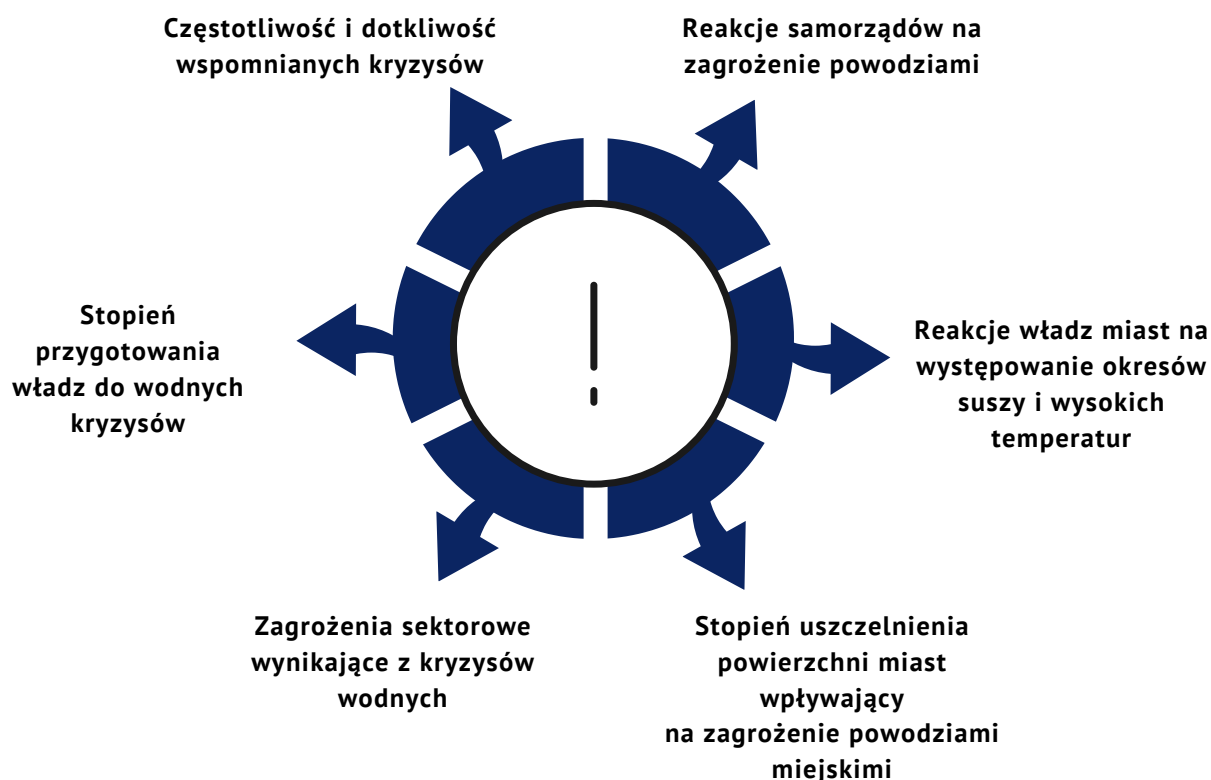 Częstotliwość i dotkliwość
wspomnianych kryzysów
Reakcje samorządów na
zagrożenie powodziami
Stopień
przygotowania
władz do wodnych
kryzysów
Reakcje władz miast na
występowanie okresów
suszy i wysokich
temperatur
Zagrożenia sektorowe
wynikające z kryzysów
wodnych
Stopień uszczelnienia
powierzchni miast
wpływający
na zagrożenie powodziami
miejskimi